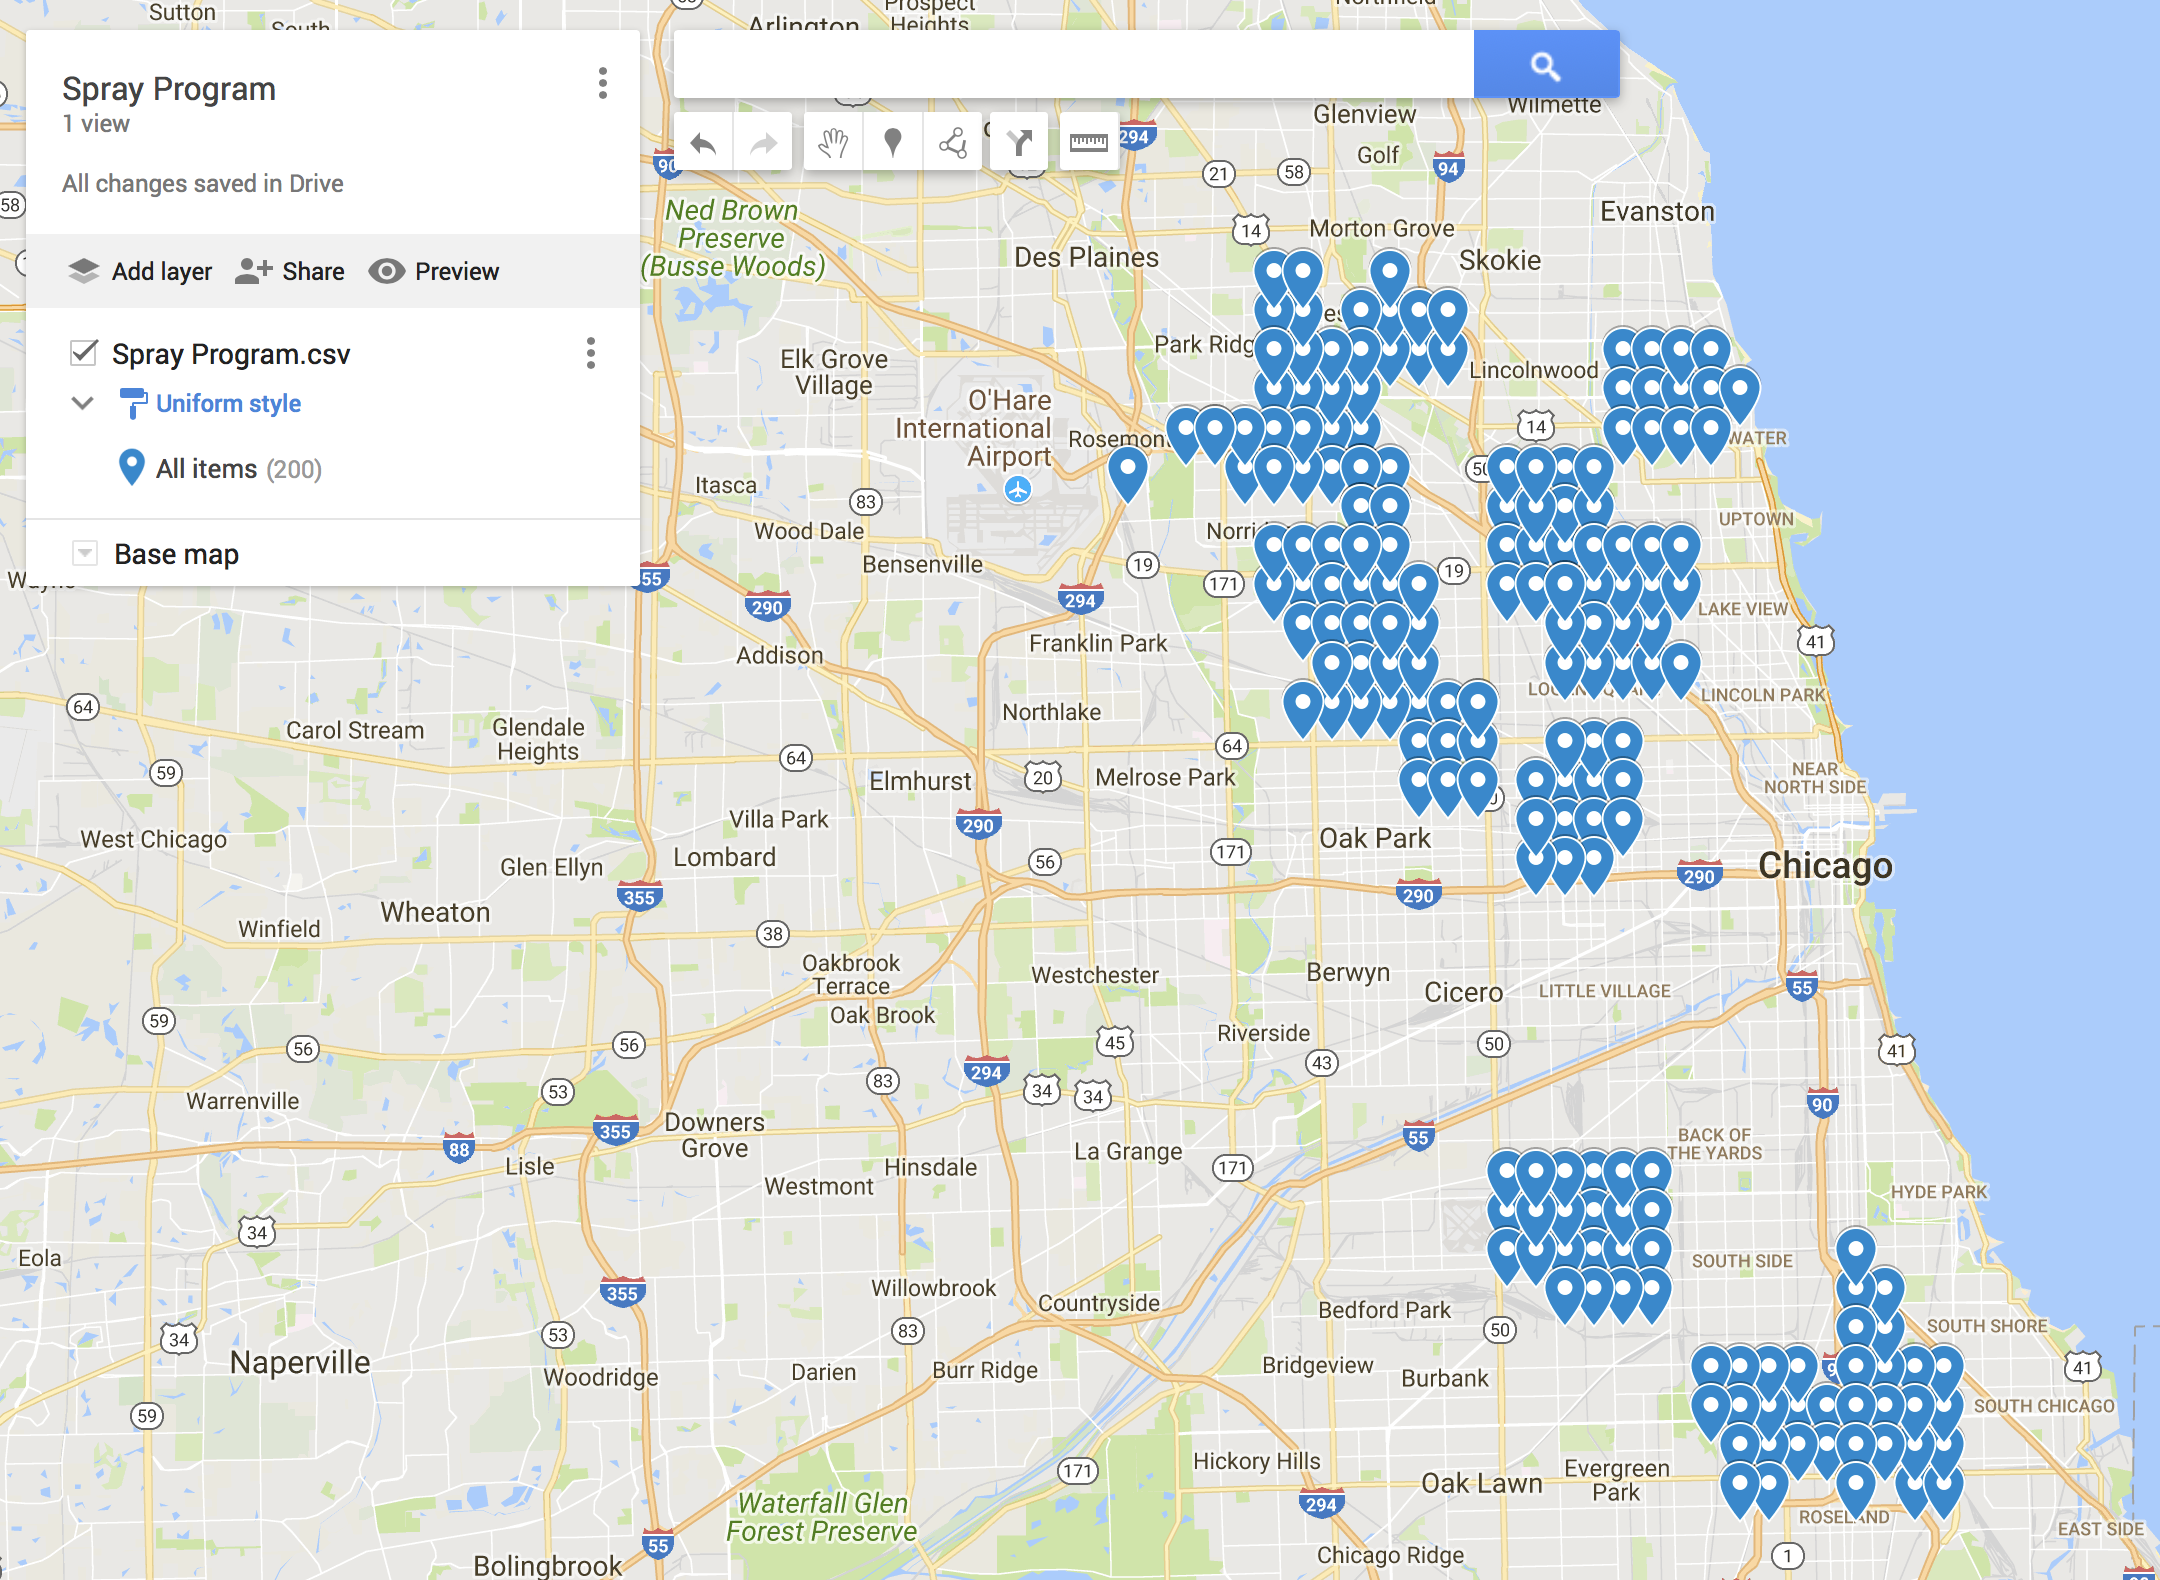 Spray Program
1 view
All changes saved in Drive
Add layer
Share
Preview
Spray Program.csv
Uniform style
All items (200)
Base map
Sutton
South
Arlington
Prospect
Heights
Northfield
Wilmette
Glenview
Golf
294
90
94
21
58
58
14
Ned Brown
Preserve
(Busse Woods)
Des Plaines
Morton Grove
Skokie
Evanston
Park Ridg
Lincolnwood
Elk Grove
Village
O'Hare
International
Airport
Rosemont
14
WATER
50
Itasca
83
Wood Dale
Norri
UPTOWN
Bensenville
19
171
19
355
290
294
LAKE VIEW
Franklin Park
41
Addison
64
Northlake
LINCOLN PARK
Carol Stream
Glendale
Heights
64
64
59
Elmhurst
20
Melrose Park
NEAR
NORTH SIDE
Villa Park
290
West Chicago
Oak Park
Glen Ellyn
Lombard
56
171
Chicago
355
290
290
Wheaton
Winfield
38
Oakbrook
Terrace
Westchester
Berwyn
Cicero
LITTLE VILLAGE
55
59
Oak Brook
Riverside
56
56
45
43
50
41
294
53
83
34
34
Warrenville
90
355
Downers
Grove
55
88
BACK OF
THE YARDS
Lisle
La Grange
Hinsdale
171
Westmont
HYDE PARK
34
Eola
SOUTH SIDE
355
Willowbrook
Countryside
Bedford Park
53
83
50
SOUTH SHORE
34
Naperville
Woodridge
Darien
Burr Ridge
Bridgeview
Burbank
41
59
SOUTH CHICAGO
Hickory Hills
171
Oak Lawn
Evergreen
Park
Waterfall Glen
Forest Preserve
294
ROSELAND
EAST SIDE
55
Bolingbrook
Chicago Ridge
1